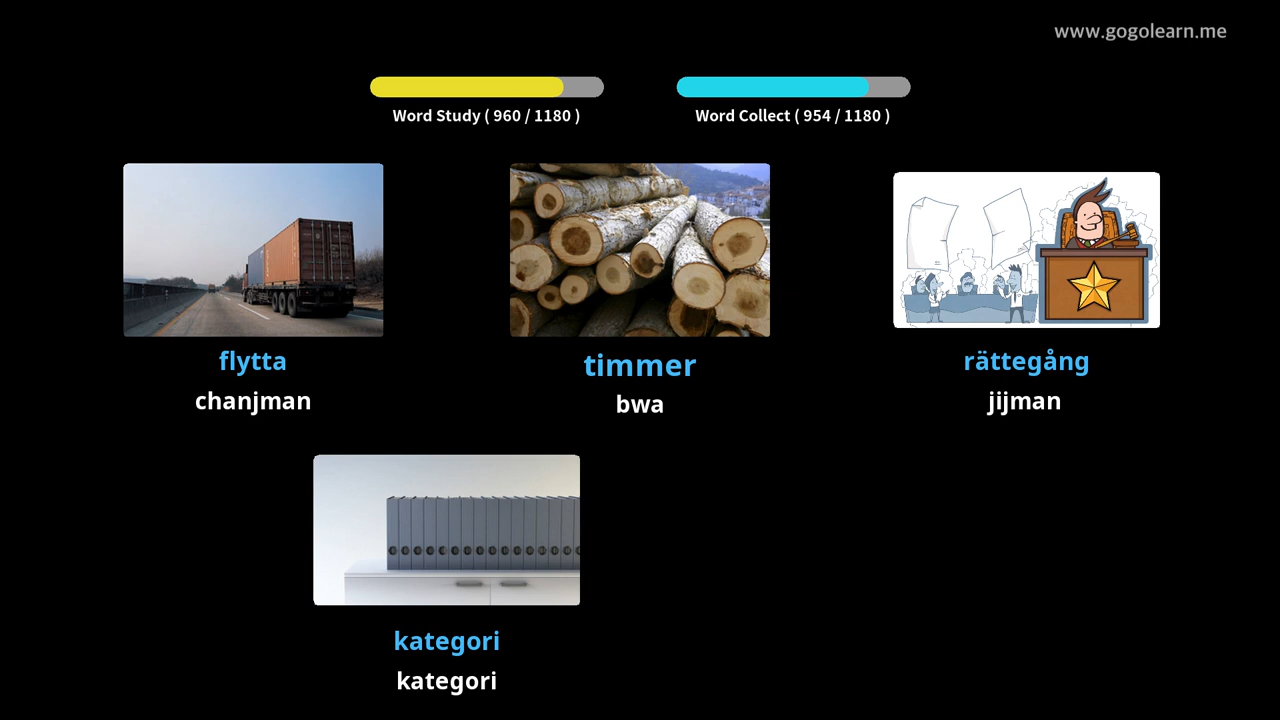 www.gogolearn.me
Word Study ( 960 / 1180 )
Word Collect ( 954 / 1180 )
flytta
chanjman
timmer
bwa
rättegång
jijman
kategori
kategori